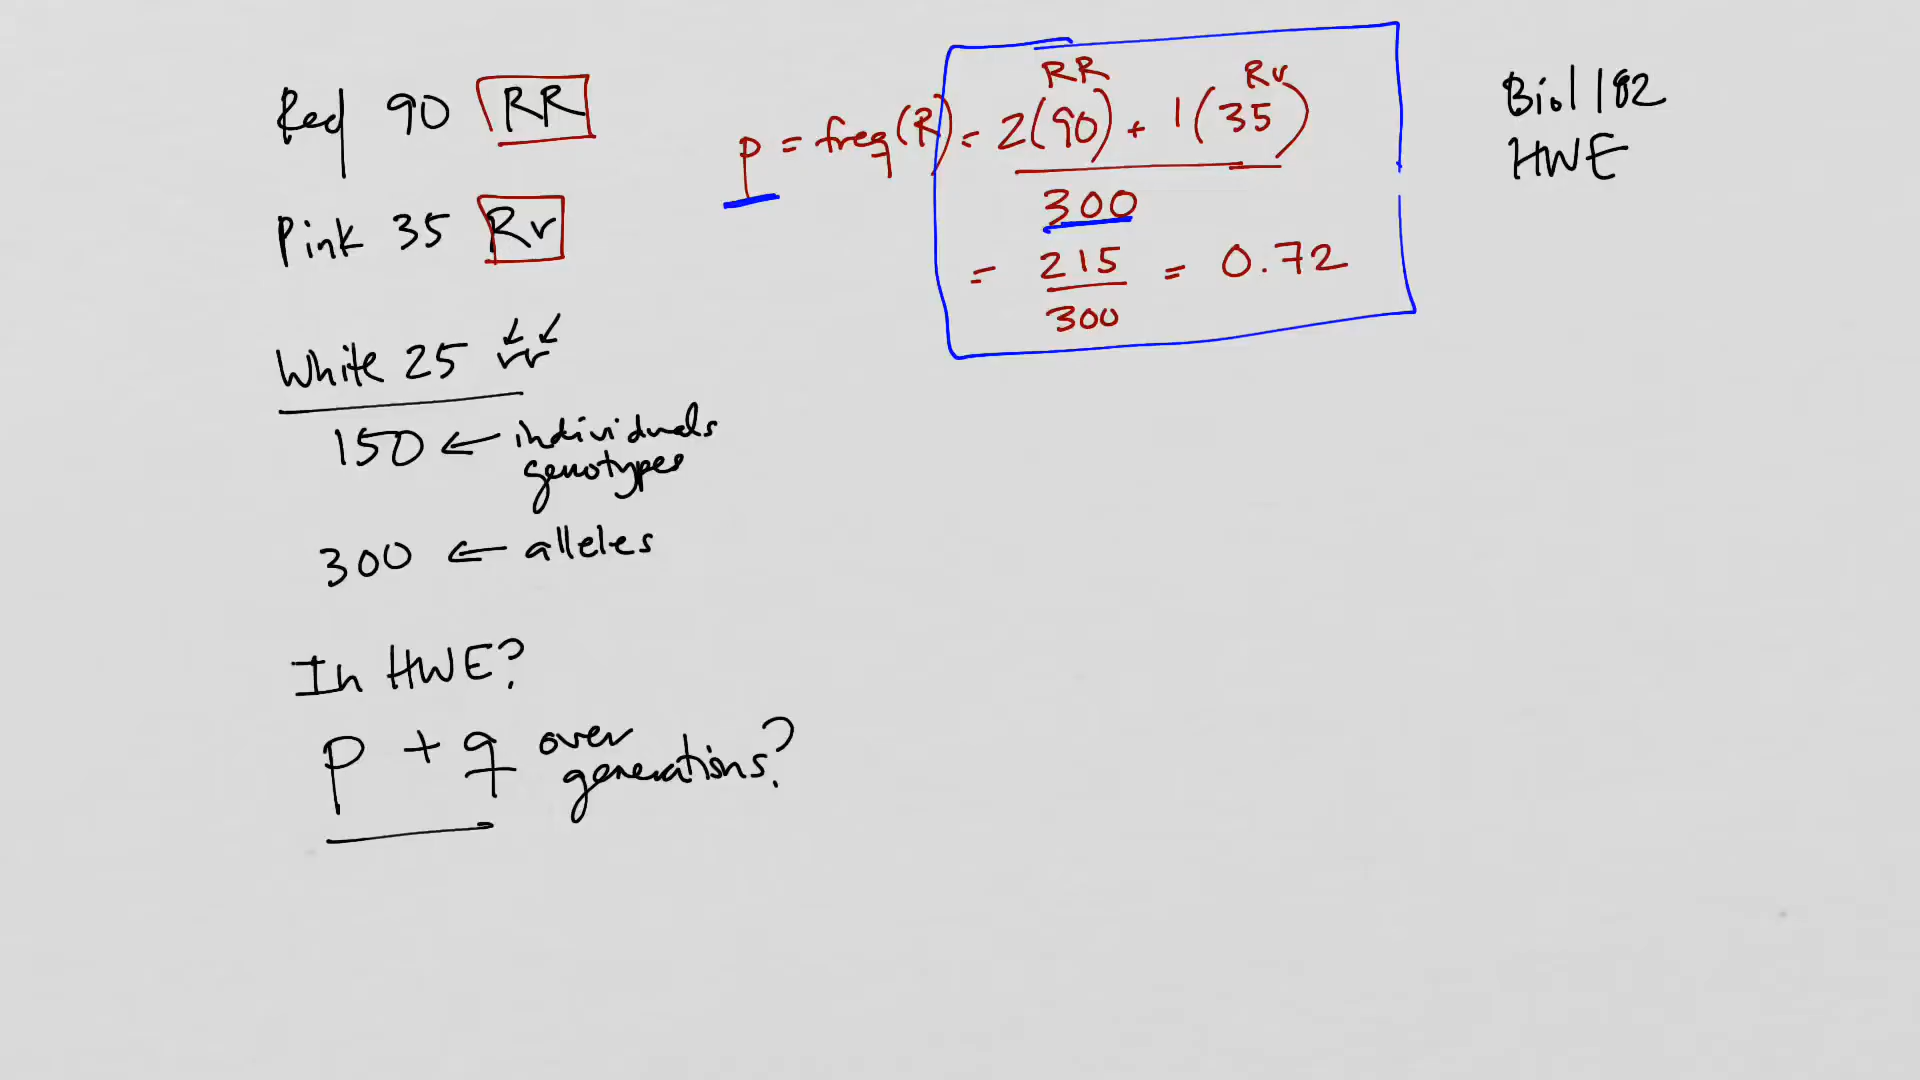 Red 90 RR
Pink 35 Rr
White 25 rr
150 ← individuals
genotypes
300 ← alleles
In HWE?
p + q over
generations?
RR Rr
p = freq(R) = 2(90) + 1(35)
300
= 215 = 0.72
300
Biol 182
HWE